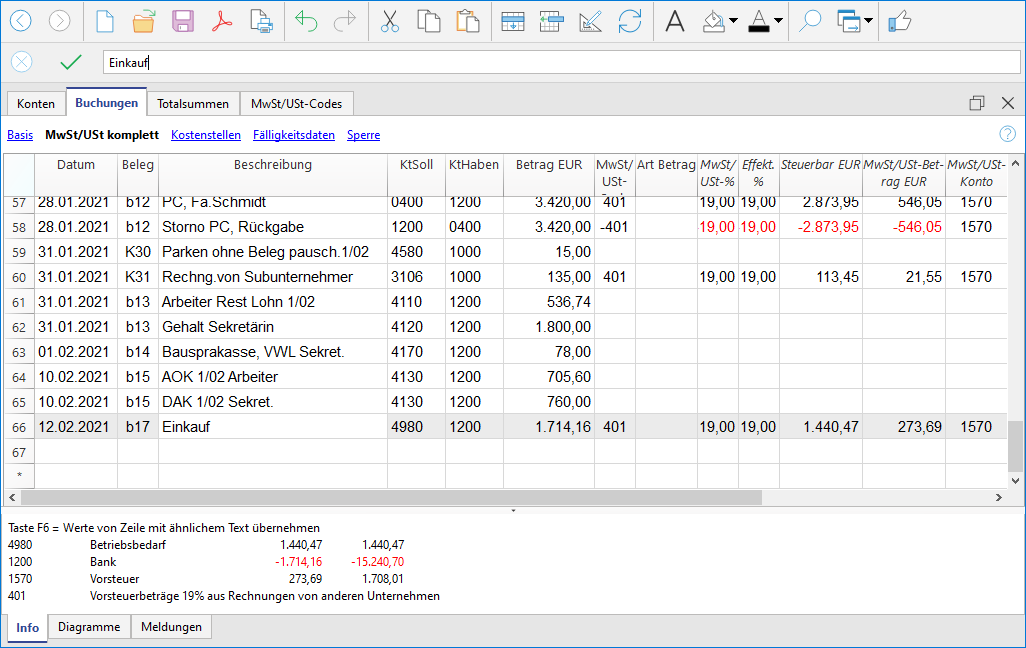 Einkauf
Konten Buchungen Totalsummen MwSt/USt-Codes
Basis MwSt/USt komplett Kostenstellen Fälligkeitsdaten Sperre
Datum Beleg Beschreibung KtSoll KtHaben Betrag EUR MwSt/ Art Betrag MwSt/ Effekt. Steuerbar EUR MwSt/USt-Bet- MwSt/USt-
USt- USt-% % rag EUR Konto
57 28.01.2021 b12 PC, Fa.Schmidt 0400 1200 3.420,00 401 19,00 19,00 2.873,95 546,05 1570
58 28.01.2021 b12 Storno PC, Rückgabe 1200 0400 3.420,00 -401 19,00 19,00 -2.873,95 -546,05 1570
59 31.01.2021 K30 Parken ohne Beleg pausch.1/02 4580 1000 15,00
60 31.01.2021 K31 Rechng.von Subunternehmer 3106 1000 135,00 401 19,00 19,00 113,45 21,55 1570
61 31.01.2021 b13 Arbeiter Rest Lohn 1/02 4110 1200 536,74
62 31.01.2021 b13 Gehalt Sekretärin 4120 1200 1.800,00
63 01.02.2021 b14 Bausprakasse, VWL Sekret. 4170 1200 78,00
64 10.02.2021 b15 AOK 1/02 Arbeiter 4130 1200 705,60
65 10.02.2021 b15 DAK 1/02 Sekret. 4130 1200 760,00
66 12.02.2021 b17 Einkauf 4980 1200 1.714,16 401 19,00 19,00 1.440,47 273,69 1570
67
*
Taste F6 = Werte von Zeile mit ähnlichem Text übernehmen
4980 Betriebsbedarf 1.440,47 1.440,47
1200 Bank -1.714,16 -15.240,70
1570 Vorsteuer 273,69 1.708,01
401 Vorsteuerbeträge 19% aus Rechnungen von anderen Unternehmen
Info Diagramme Meldungen